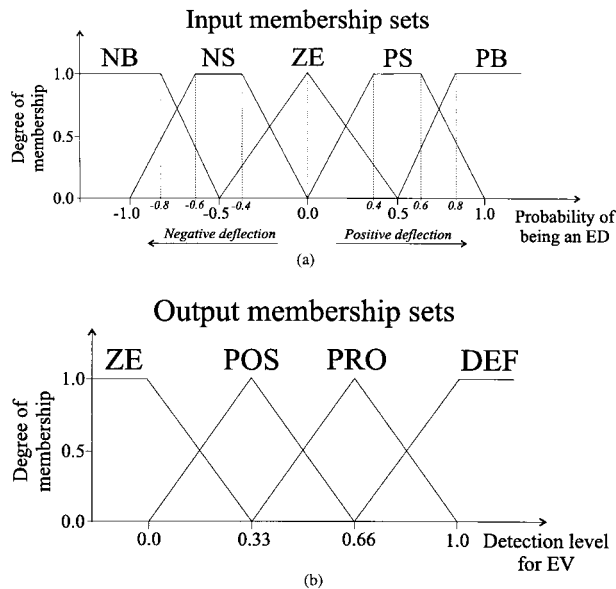 Input membership sets
NB NS ZE PS PB
Degree of
membership
1.0
0.5
0.0
-1.0 -0.8 -0.6 -0.5 -0.4 0.0 0.4 0.5 0.6 0.8 1.0
Probability of
being an ED
Negative deflection Positive deflection
(a)
Output membership sets
ZE POS PRO DEF
Degree of
membership
1.0
0.5
0.0
0.0 0.33 0.66 1.0
Detection level
for EV
(b)